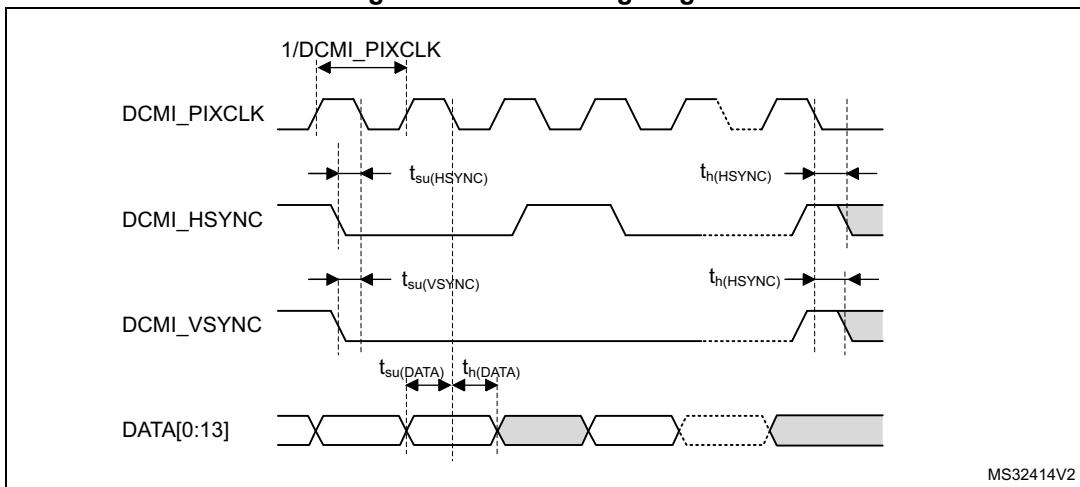 1/DCMI_PIXCLK
DCMI_PIXCLK
tsu(HSYNC)
th(HSYNC)
DCMI_HSYNC
tsu(VSYNC)
th(HSYNC)
DCMI_VSYNC
tsu(DATA)
th(DATA)
DATA[0:13]
MS32414V2